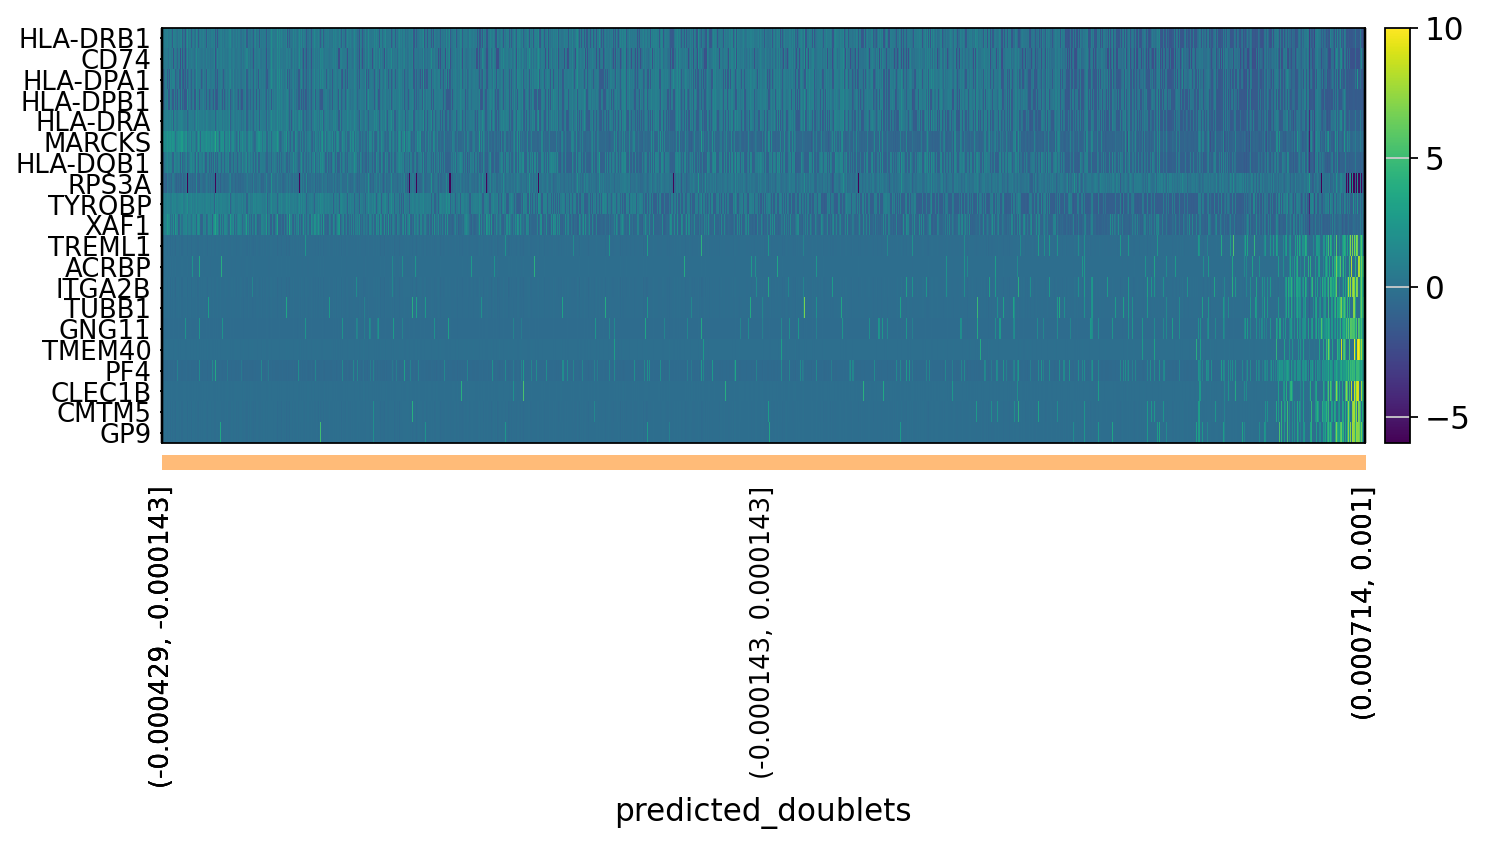 HLA-DRB1
CD74
HLA-DPA1
HLA-DPB1
HLA-DRA
MARCKS
HLA-DQB1
RPS3A
TYROBP
XAF1
TREML1
ACRBP
ITGA2B
TUBB1
GNG11
TMEM40
PF4
CLEC1B
CMTM5
GP9
10
5
0
−5
(-0.000429, -0.000143]
(-0.000143, 0.000143]
(0.000714, 0.001]
predicted_doublets